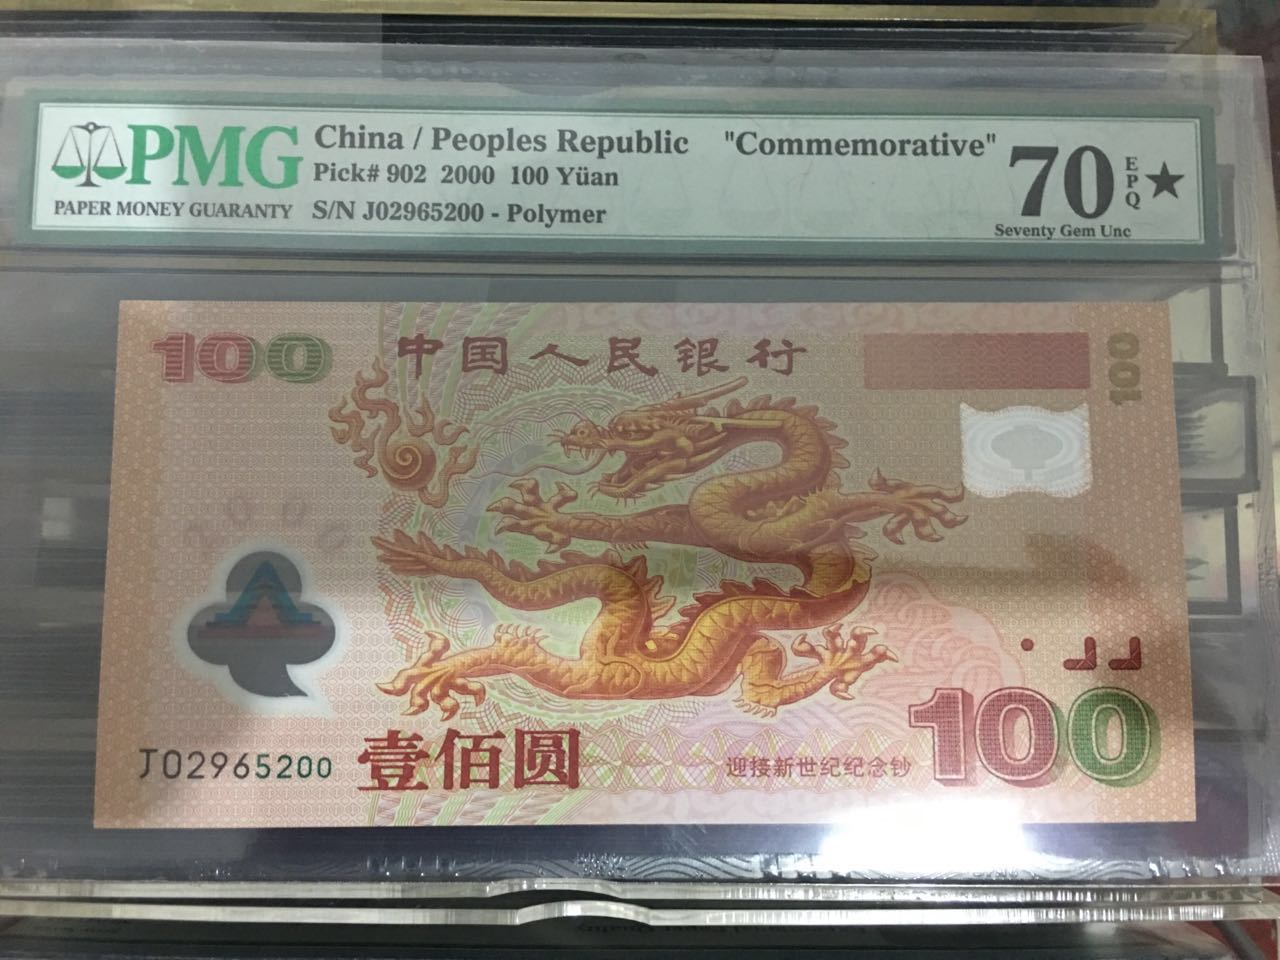 PMG
PAPER MONEY GUARANTY
China / Peoples Republic "Commemorative"
Pick# 902 2000 100 Yüan
S/N J02965200 - Polymer
70 EPQ ★
Seventy Gem Unc
100
中国人民银行
100
2000
J02965200
壹佰圆
迎接新世纪纪念钞
100